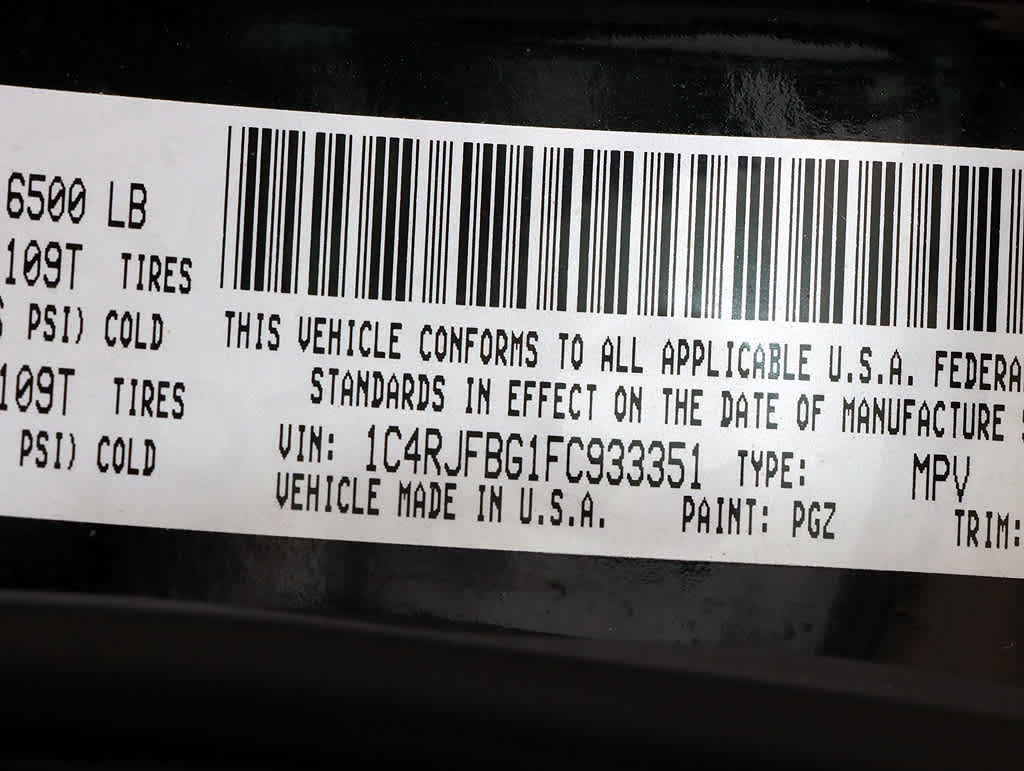 6500 LB
109T TIRES
PSI) COLD
109T TIRES
PSI) COLD
THIS VEHICLE CONFORMS TO ALL APPLICABLE U.S.A. FEDERA
STANDARDS IN EFFECT ON THE DATE OF MANUFACTURE
VIN: 1C4RJFBG1FC933351 TYPE: MPV
VEHICLE MADE IN U.S.A. PAINT: PGZ TRIM: